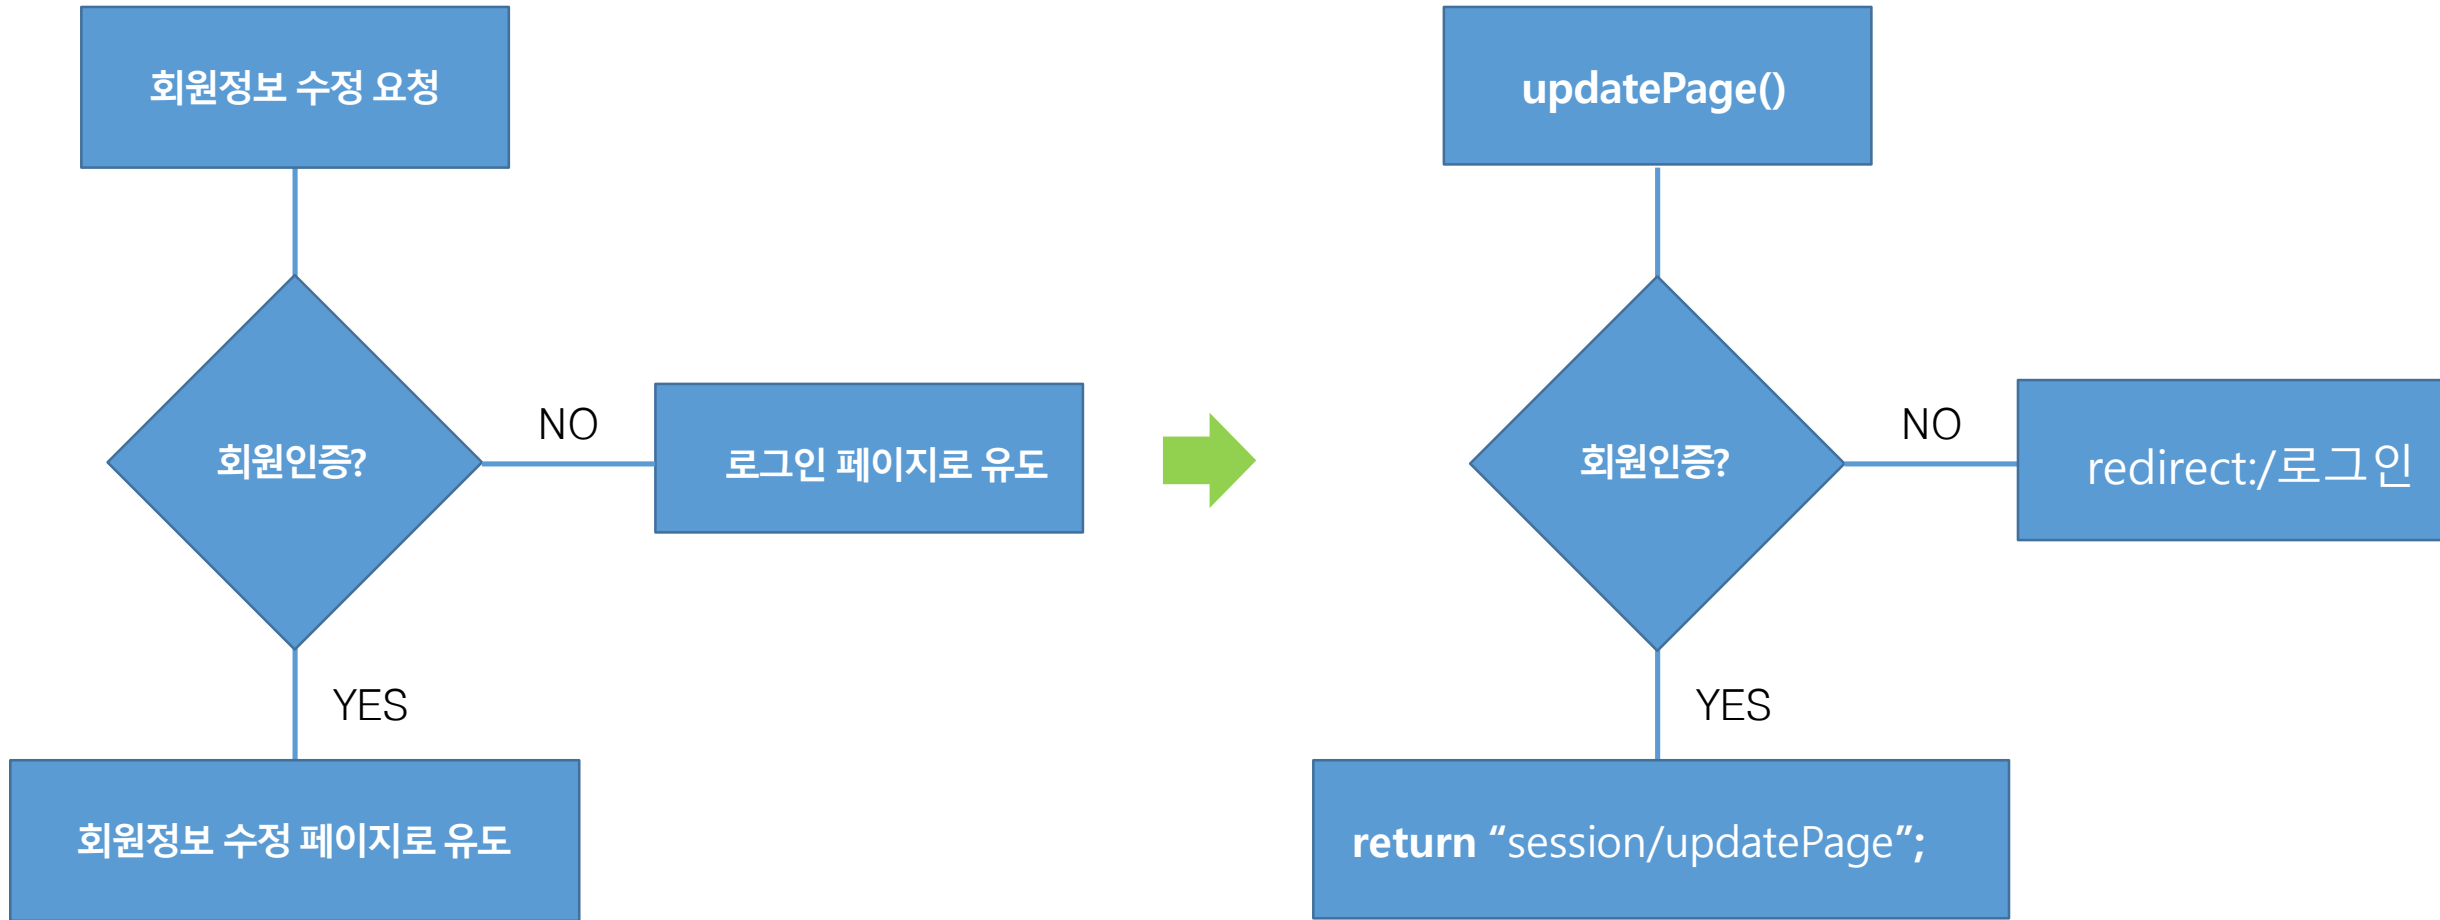 회원정보 수정 요청
회원인증?
NO
로그인 페이지로 유도
YES
회원정보 수정 페이지로 유도
updatePage()
회원인증?
NO
redirect:/로그인
YES
return “session/updatePage”;